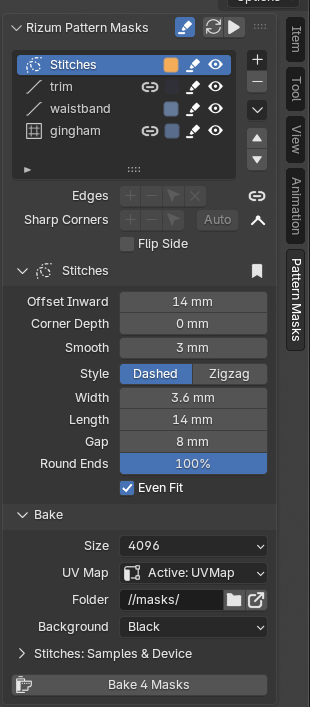 Rizum Pattern Masks
Stitches
trim
waistband
gingham
Edges
Sharp Corners Auto
Flip Side
Stitches
Offset Inward 14 mm
Corner Depth 0 mm
Smooth 3 mm
Style Dashed Zigzag
Width 3.6 mm
Length 14 mm
Gap 8 mm
Round Ends 100%
Even Fit
Bake
Size 4096
UV Map Active: UVMap
Folder //masks/
Background Black
Stitches: Samples & Device
Bake 4 Masks
Item
Tool
View
Animation
Pattern Masks